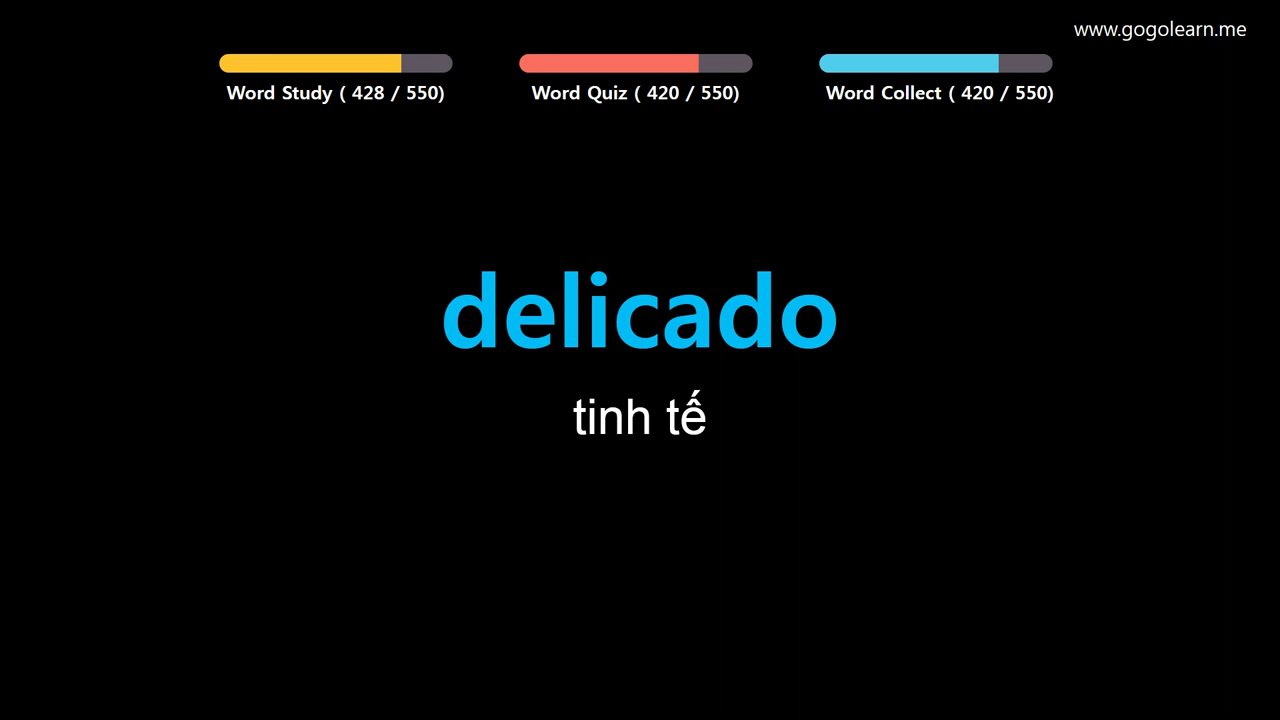 www.gogolearn.me
Word Study ( 428 / 550)
Word Quiz ( 420 / 550)
Word Collect ( 420 / 550)
delicado
tinh tế